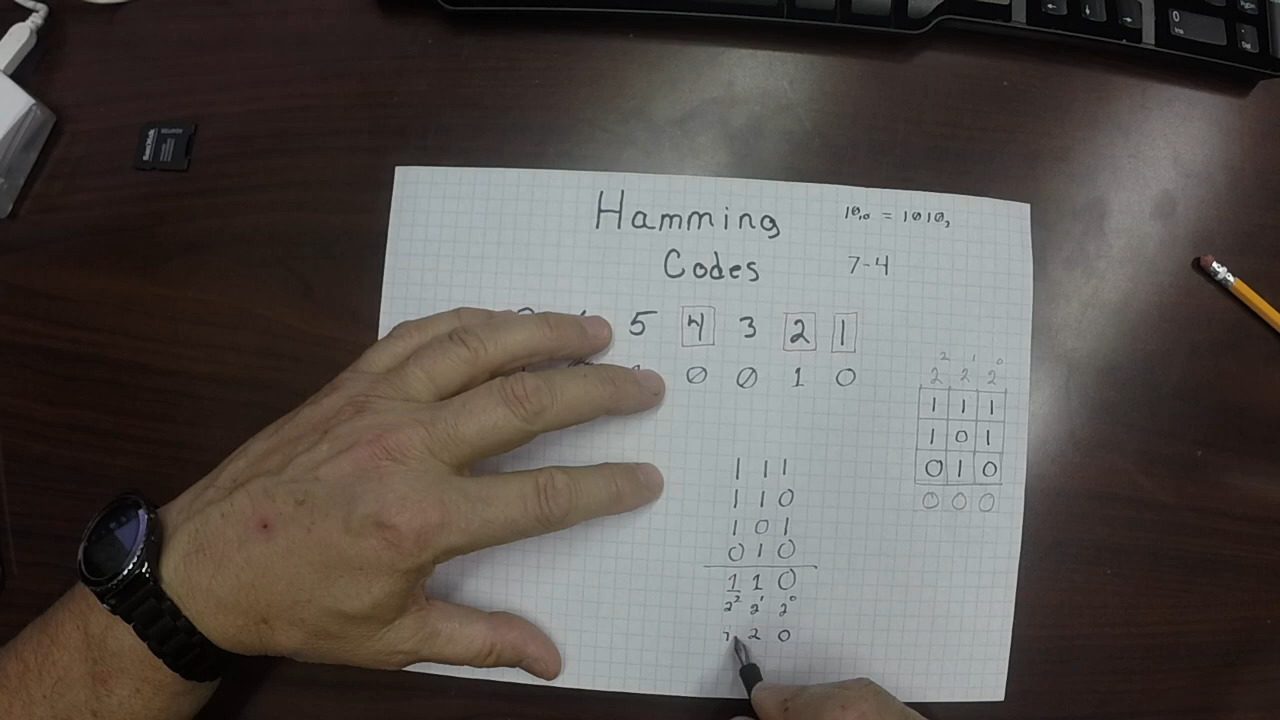 Hamming
10₁₀ = 1010₂
Codes
7-4
5 4 3 2 1
0 0 1 0
2² 2¹ 2⁰
1 1 1
1 0 1
0 1 0
0 0 0
1 1 1
1 1 0
1 0 1
0 1 0
1 1 0
2² 2¹ 2⁰
2 0
SanDisk
ADAPTER